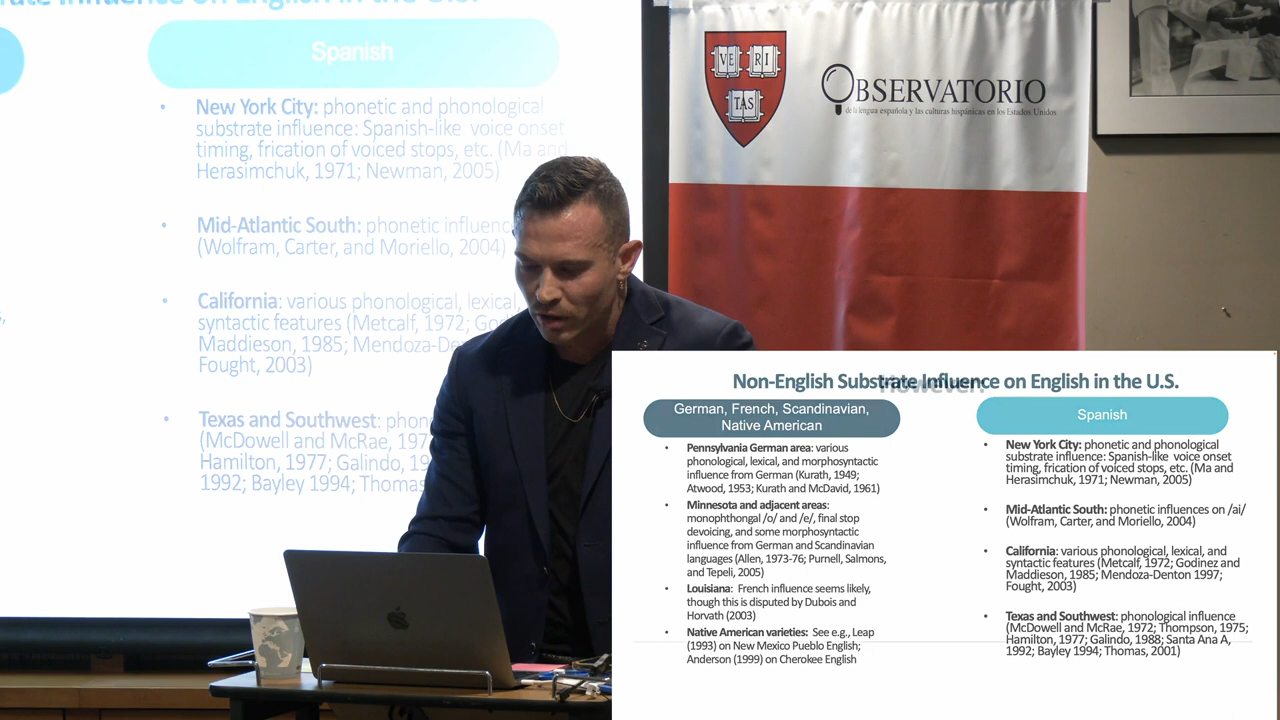 Spanish
• New York City: phonetic and phonological
substrate influence: Spanish-like voice onset
timing, frication of voiced stops, etc. (Ma and
Herasimchuk, 1971; Newman, 2005)
• Mid-Atlantic South: phonetic
(Wolfram, Carter, and Moriello, 2004)
• California: various phonological, lexical,
syntactic features (Metcalf, 1972;
Maddieson, 1985;
Fought, 2003)
• Texas and Southwest:
(McDowell and McRae,
Hamilton, 1977; Galindo,
1992; Bayley 1994; Thomas
VE RI
TAS
OBSERVATORIO
de la lengua española y las culturas hispánicas en los Estados Unidos
Non-English Substrate Influence on English in the U.S.
However:
German, French, Scandinavian,
Native American
• Pennsylvania German area: various
phonological, lexical, and morphosyntactic
influence from German (Kurath, 1949;
Atwood, 1953; Kurath and McDavid, 1961)
• Minnesota and adjacent areas:
monophthongal /o/ and /e/, final stop
devoicing, and some morphosyntactic
influence from German and Scandinavian
languages (Allen, 1973-76; Purnell, Salmons,
and Tepeli, 2005)
• Louisiana: French influence seems likely,
though this is disputed by Dubois and
Horvath (2003)
• Native American varieties: See e.g., Leap
(1993) on New Mexico Pueblo English;
Anderson (1999) on Cherokee English
Spanish
• New York City: phonetic and phonological
substrate influence: Spanish-like voice onset
timing, frication of voiced stops, etc. (Ma and
Herasimchuk, 1971; Newman, 2005)
• Mid-Atlantic South: phonetic influences on /ai/
(Wolfram, Carter, and Moriello, 2004)
• California: various phonological, lexical, and
syntactic features (Metcalf, 1972; Godinez and
Maddieson, 1985; Mendoza-Denton 1997;
Fought, 2003)
• Texas and Southwest: phonological influence
(McDowell and McRae, 1972; Thompson, 1975;
Hamilton, 1977; Galindo, 1988; Santa Ana A,
1992; Bayley 1994; Thomas, 2001)